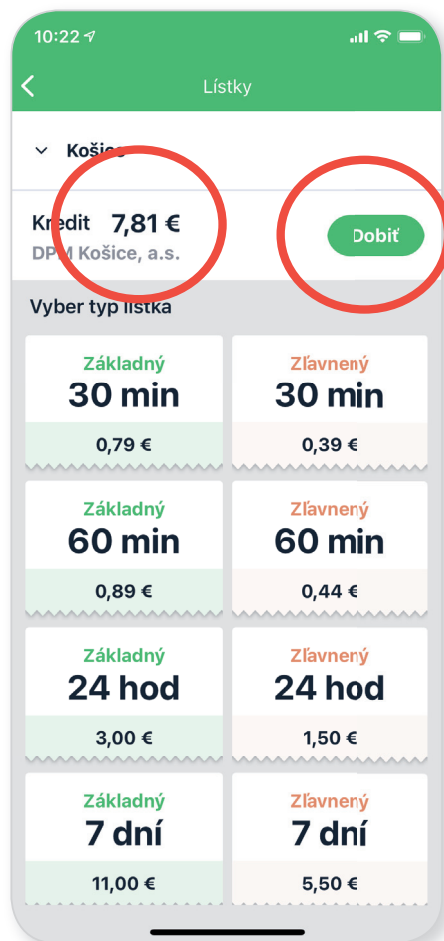 10:22
Lístky
Košice
Kredit 7,81 €
DPM Košice, a.s.
Dobiť
Vyber typ lístka
Základný
30 min
0,79 €
Zľavnený
30 min
0,39 €
Základný
60 min
0,89 €
Zľavnený
60 min
0,44 €
Základný
24 hod
3,00 €
Zľavnený
24 hod
1,50 €
Základný
7 dní
11,00 €
Zľavnený
7 dní
5,50 €